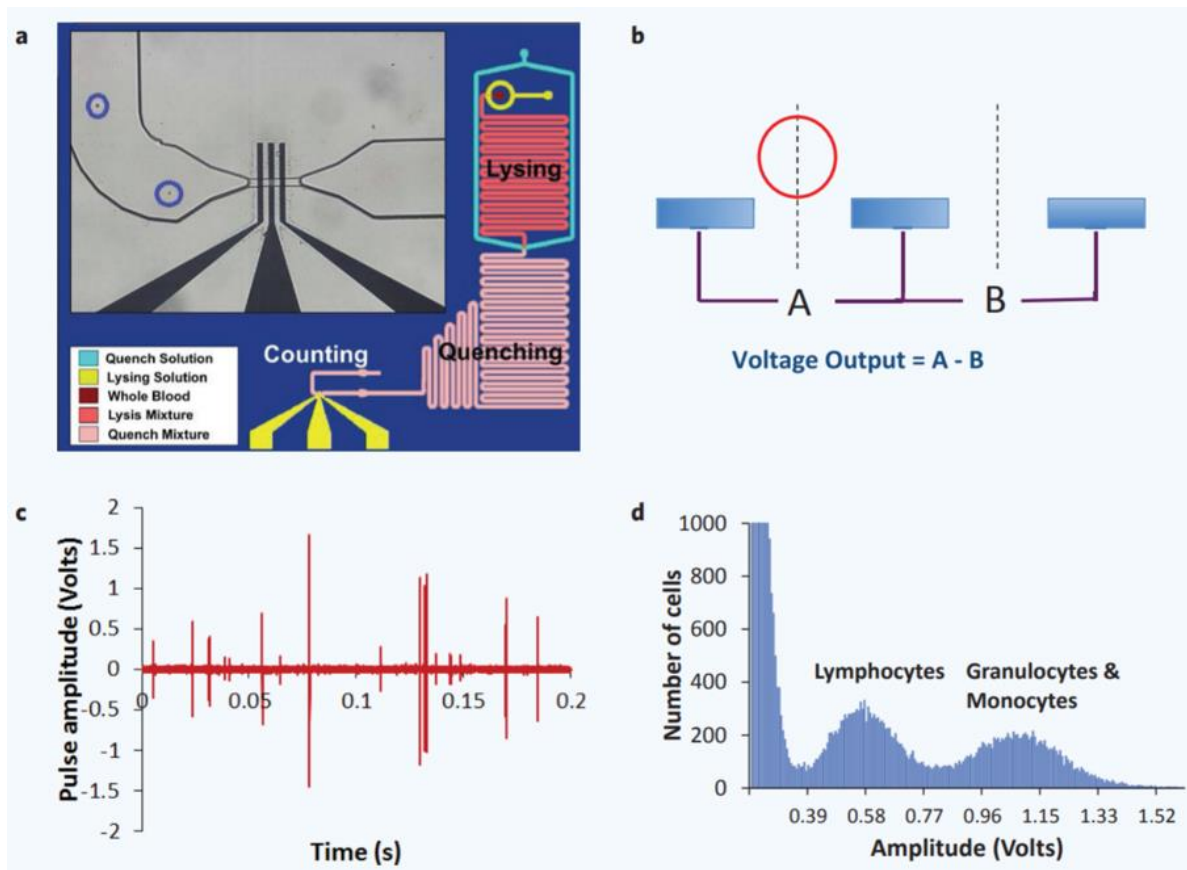 a
Lysing
Counting
Quenching
Quench Solution
Lysing Solution
Whole Blood
Lysis Mixture
Quench Mixture
b
A
B
Voltage Output = A - B
c
Pulse amplitude (Volts)
2
1.5
1
0.5
0
-0.5
-1
-1.5
-2
0
0.05
0.1
0.15
0.2
Time (s)
d
Number of cells
1000
800
600
400
200
0
Lymphocytes
Granulocytes &
Monocytes
0.39
0.58
0.77
0.96
1.15
1.33
1.52
Amplitude (Volts)